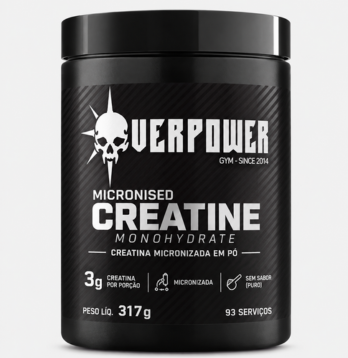 OVERPOWER
GYM - SINCE 2014
MICRONISED
CREATINE
MONOHYDRATE
CREATINA MICRONIZADA EM PÓ
3g CREATINA POR PORÇÃO
MICRONIZADA
SEM SABOR (PURO)
PESO LÍQ. 317g
93 SERVIÇOS